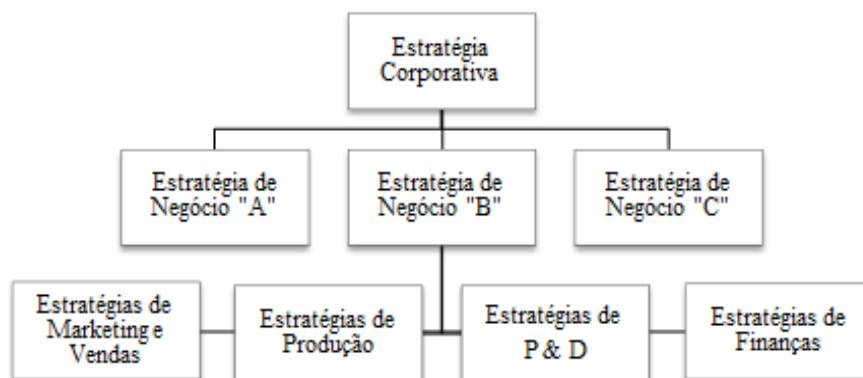 Estratégia
Corporativa
Estratégia de
Negócio "A"
Estratégia de
Negócio "B"
Estratégia de
Negócio "C"
Estratégias de
Marketing e
Vendas
Estratégias de
Produção
Estratégias de
P & D
Estratégias de
Finanças